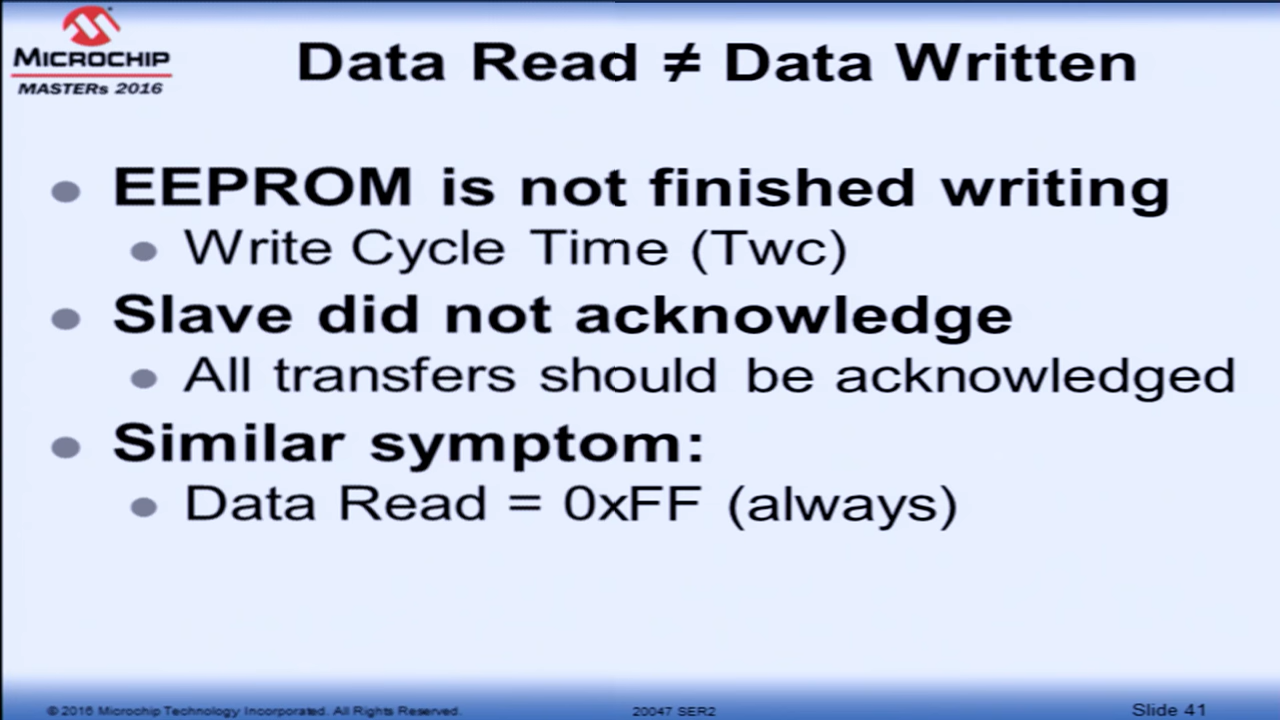 MICROCHIP
MASTERs 2016
Data Read ≠ Data Written
EEPROM is not finished writing
Write Cycle Time (Twc)
Slave did not acknowledge
All transfers should be acknowledged
Similar symptom:
Data Read = 0xFF (always)
© 2016 Microchip Technology Incorporated. All Rights Reserved.
20047 SER2
Slide 41